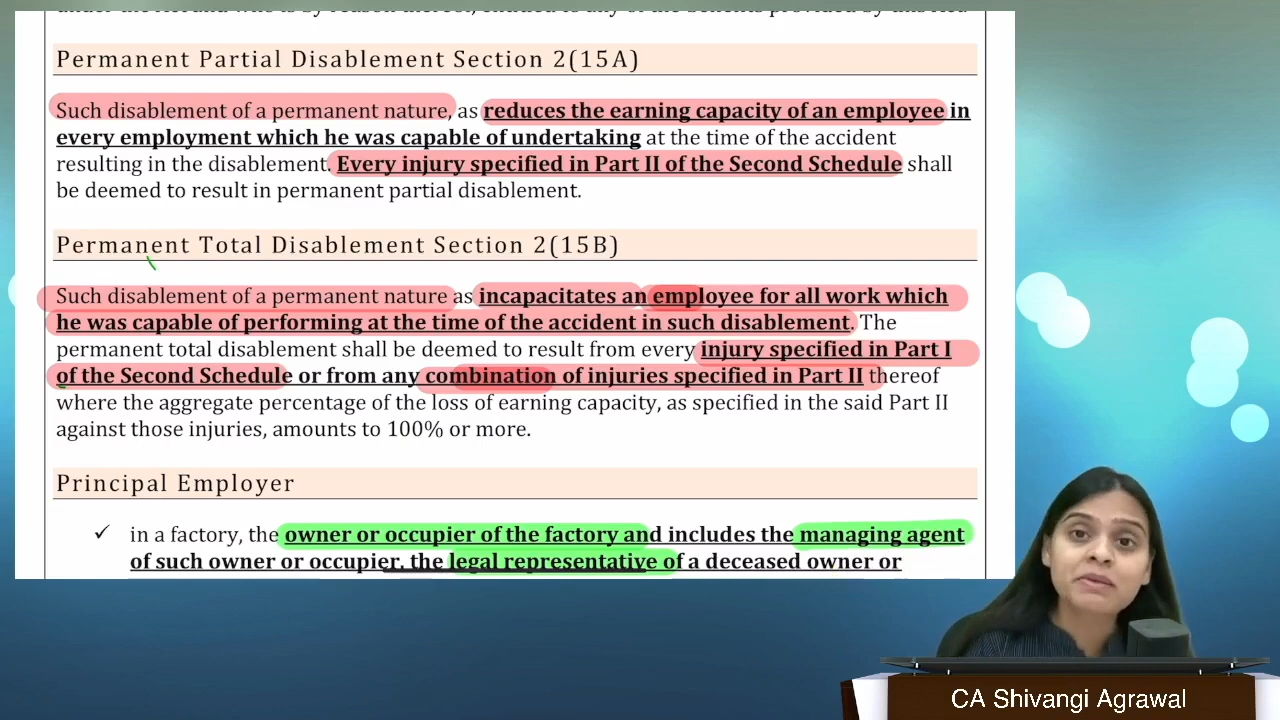 Permanent Partial Disablement Section 2(15A)
Such disablement of a permanent nature, as reduces the earning capacity of an employee in
every employment which he was capable of undertaking at the time of the accident
resulting in the disablement. Every injury specified in Part II of the Second Schedule shall
be deemed to result in permanent partial disablement.
Permanent Total Disablement Section 2(15B)
Such disablement of a permanent nature as incapacitates an employee for all work which
he was capable of performing at the time of the accident in such disablement. The
permanent total disablement shall be deemed to result from every injury specified in Part I
of the Second Schedule or from any combination of injuries specified in Part II thereof
where the aggregate percentage of the loss of earning capacity, as specified in the said Part II
against those injuries, amounts to 100% or more.
Principal Employer
✓ in a factory, the owner or occupier of the factory and includes the managing agent
of such owner or occupier, the legal representative of a deceased owner or
CA Shivangi Agrawal